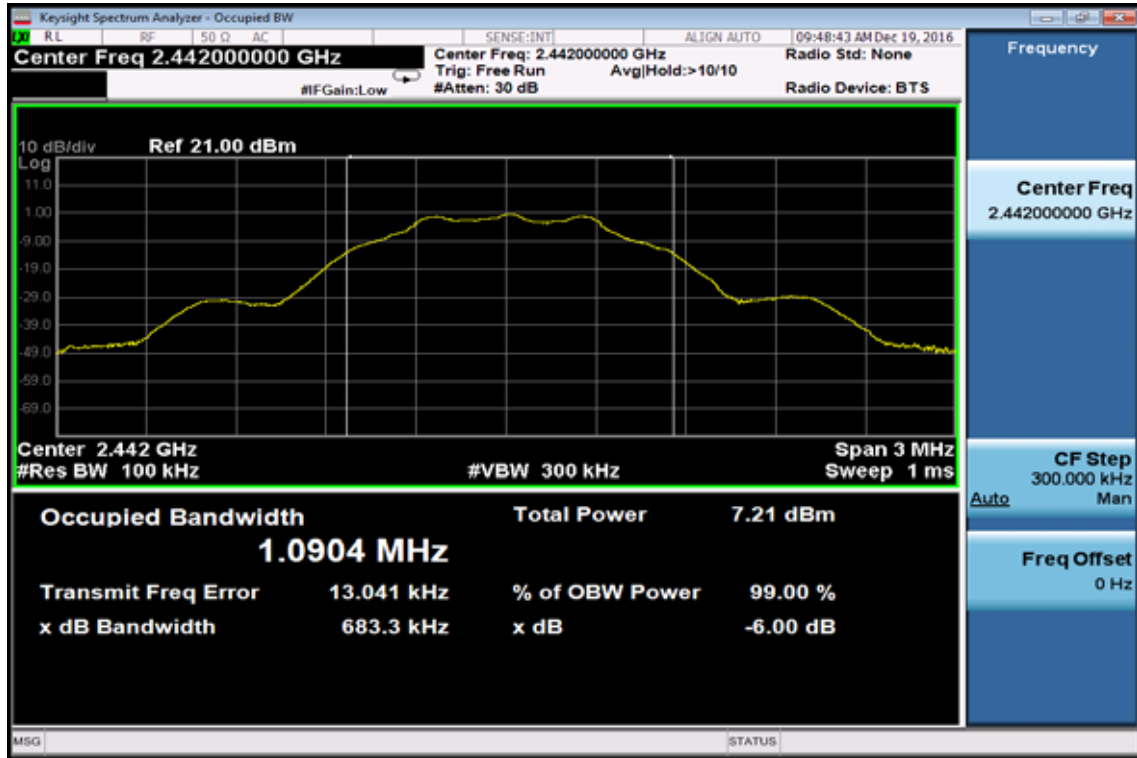 Keysight Spectrum Analyzer - Occupied BW
RL RF 50 Ω AC SENSE:INT ALIGN AUTO 09:48:43 AM Dec 19, 2016
Center Freq 2.442000000 GHz
Center Freq: 2.442000000 GHz Radio Std: None
Trig: Free Run Avg|Hold:>10/10
#IFGain:Low #Atten: 30 dB Radio Device: BTS
10 dB/div Ref 21.00 dBm
Log
11.0
1.00
-9.00
-19.0
-29.0
-39.0
-49.0
-59.0
-69.0
Center 2.442 GHz Span 3 MHz
#Res BW 100 kHz #VBW 300 kHz Sweep 1 ms
Occupied Bandwidth Total Power 7.21 dBm
1.0904 MHz
Transmit Freq Error 13.041 kHz % of OBW Power 99.00 %
x dB Bandwidth 683.3 kHz x dB -6.00 dB
MSG STATUS
Frequency
Center Freq
2.442000000 GHz
CF Step
300.000 kHz
Auto Man
Freq Offset
0 Hz